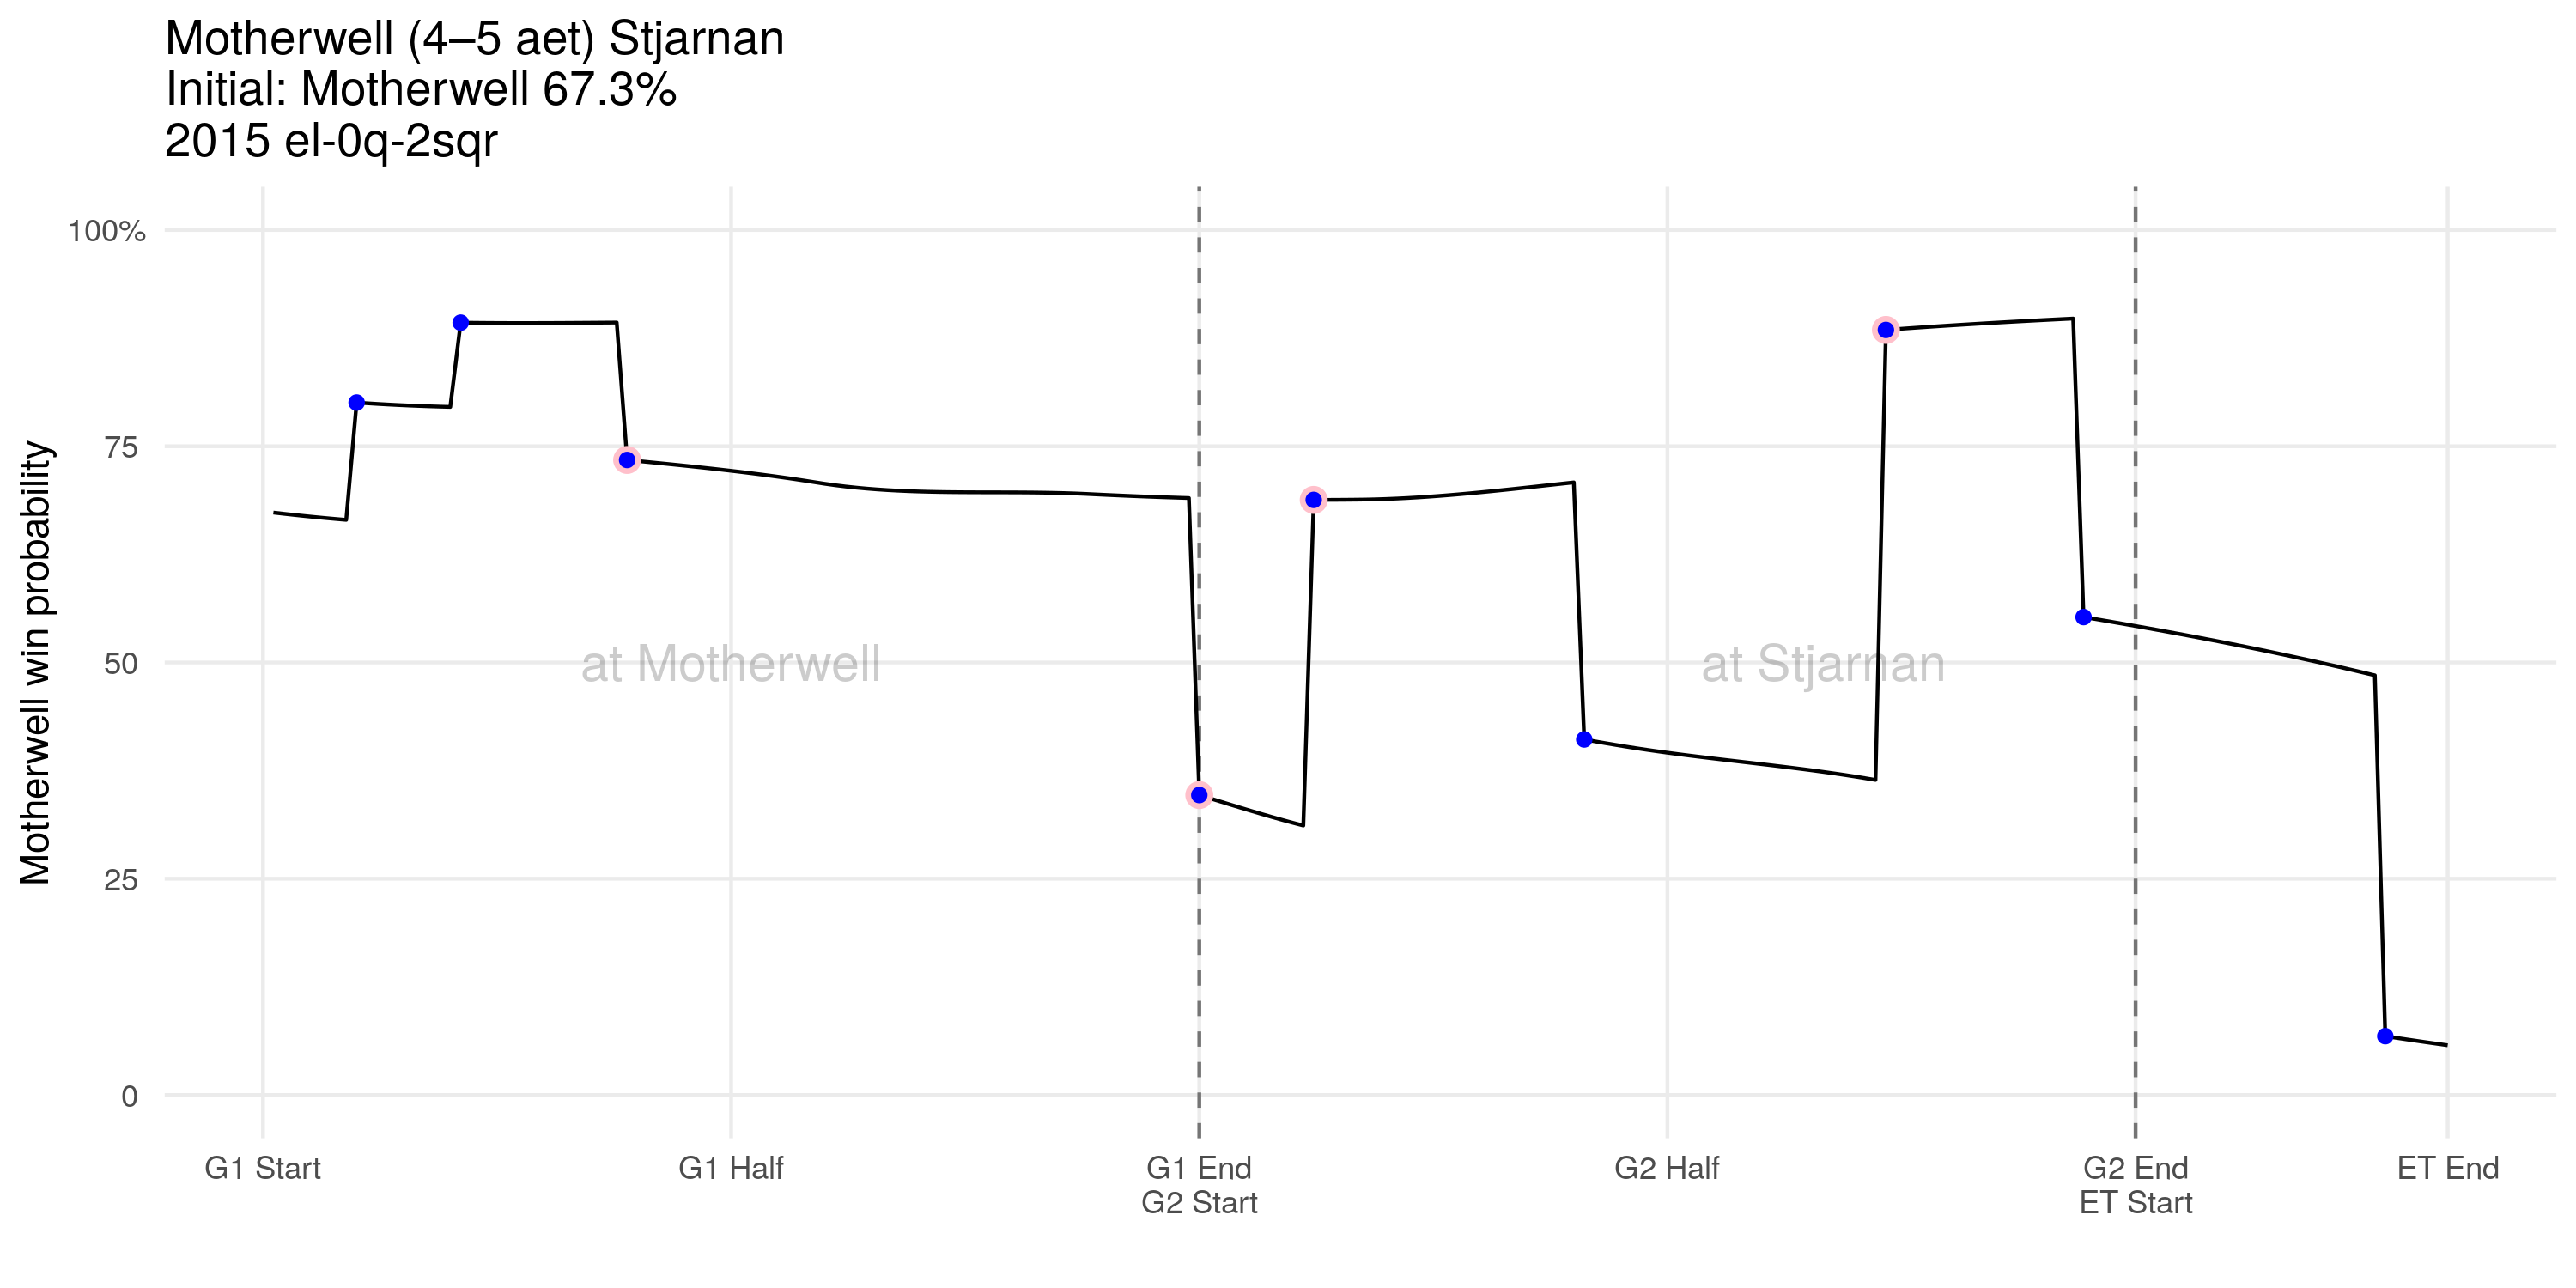 Motherwell (4–5 aet) Stjarnan
Initial: Motherwell 67.3%
2015 el-0q-2sqr
Motherwell win probability
100%
75
50
25
0
at Motherwell
at Stjarnan
G1 Start
G1 Half
G1 End
G2 Start
G2 Half
G2 End
ET Start
ET End